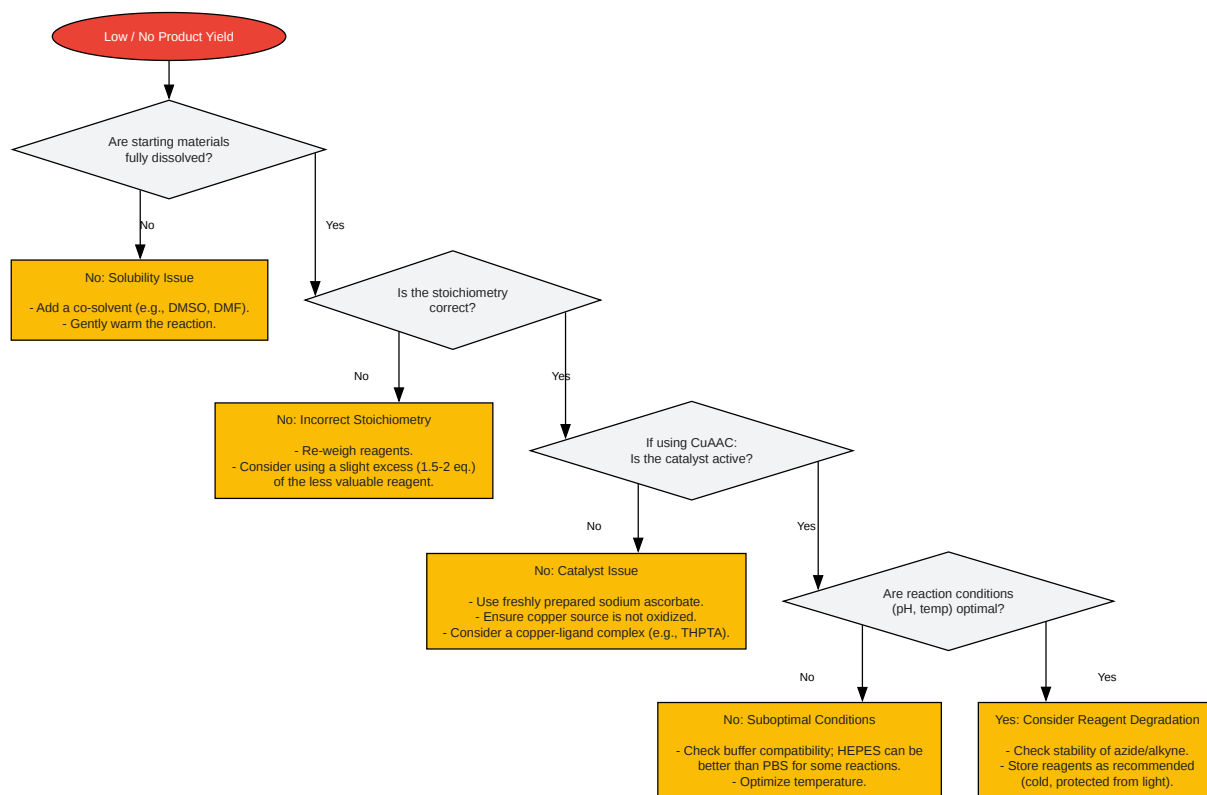 Low / No Product Yield
Are starting materials
fully dissolved?
No
Yes
No: Solubility Issue
- Add a co-solvent (e.g., DMSO, DMF).
- Gently warm the reaction.
Is the stoichiometry
correct?
No
Yes
No: Incorrect Stoichiometry
- Re-weigh reagents.
- Consider using a slight excess (1.5-2 eq.)
of the less valuable reagent.
If using CuAAC:
Is the catalyst active?
No
Yes
No: Catalyst Issue
- Use freshly prepared sodium ascorbate.
- Ensure copper source is not oxidized.
- Consider a copper-ligand complex (e.g., THPTA).
Are reaction conditions
(pH, temp) optimal?
No
Yes
No: Suboptimal Conditions
- Check buffer compatibility; HEPES can be
better than PBS for some reactions.
- Optimize temperature.
Yes: Consider Reagent Degradation
- Check stability of azide/alkyne.
- Store reagents as recommended
(cold, protected from light).